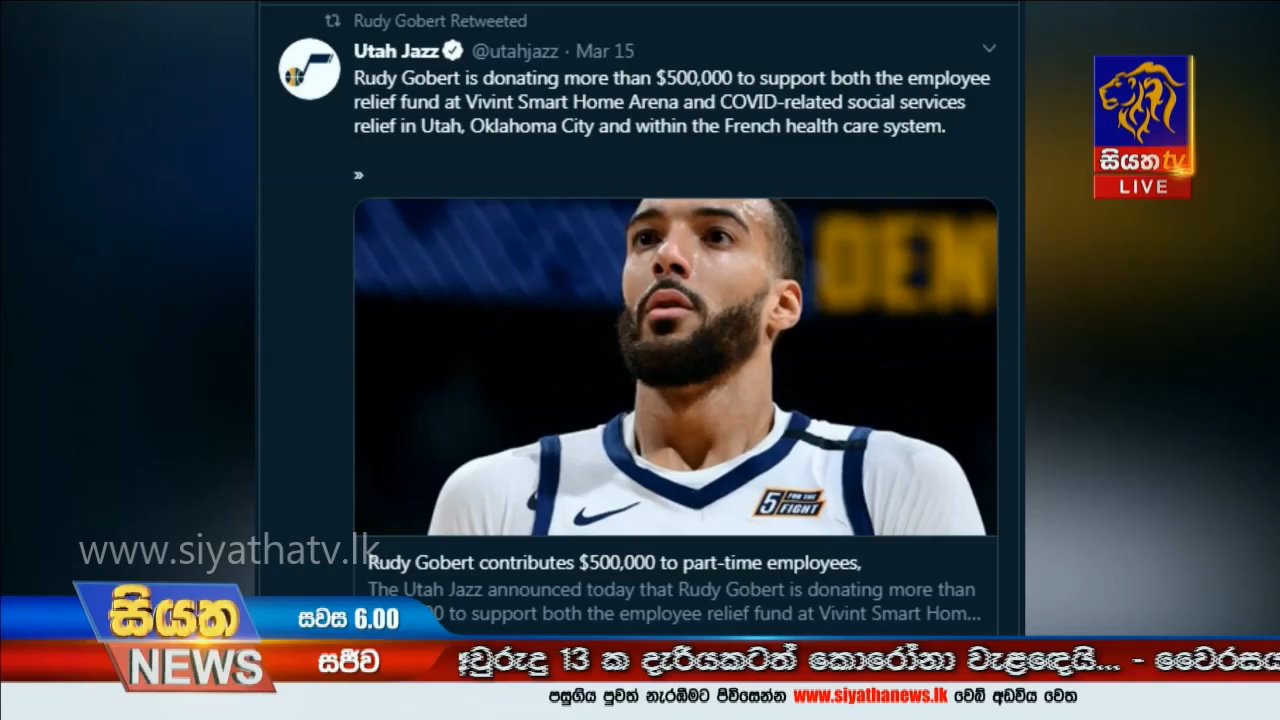 Rudy Gobert Retweeted
Utah Jazz @utahjazz · Mar 15
Rudy Gobert is donating more than $500,000 to support both the employee
relief fund at Vivint Smart Home Arena and COVID-related social services
relief in Utah, Oklahoma City and within the French health care system.
»
සියත tv
LIVE
DEN
5 FOR THE FIGHT
www.siyathatv.lk
Rudy Gobert contributes $500,000 to part-time employees,
The Utah Jazz announced today that Rudy Gobert is donating more than
0 to support both the employee relief fund at Vivint Smart Hom...
සියත
සවස 6.00
NEWS
සජීව
අවුරුදු 13 ක දැරියකටත් කොරෝනා වැළඳෙයි... - වෛරසය
පසුගිය පුවත් නැරඹීමට පිවිසෙන්න www.siyathanews.lk වෙබ් අඩවිය වෙත